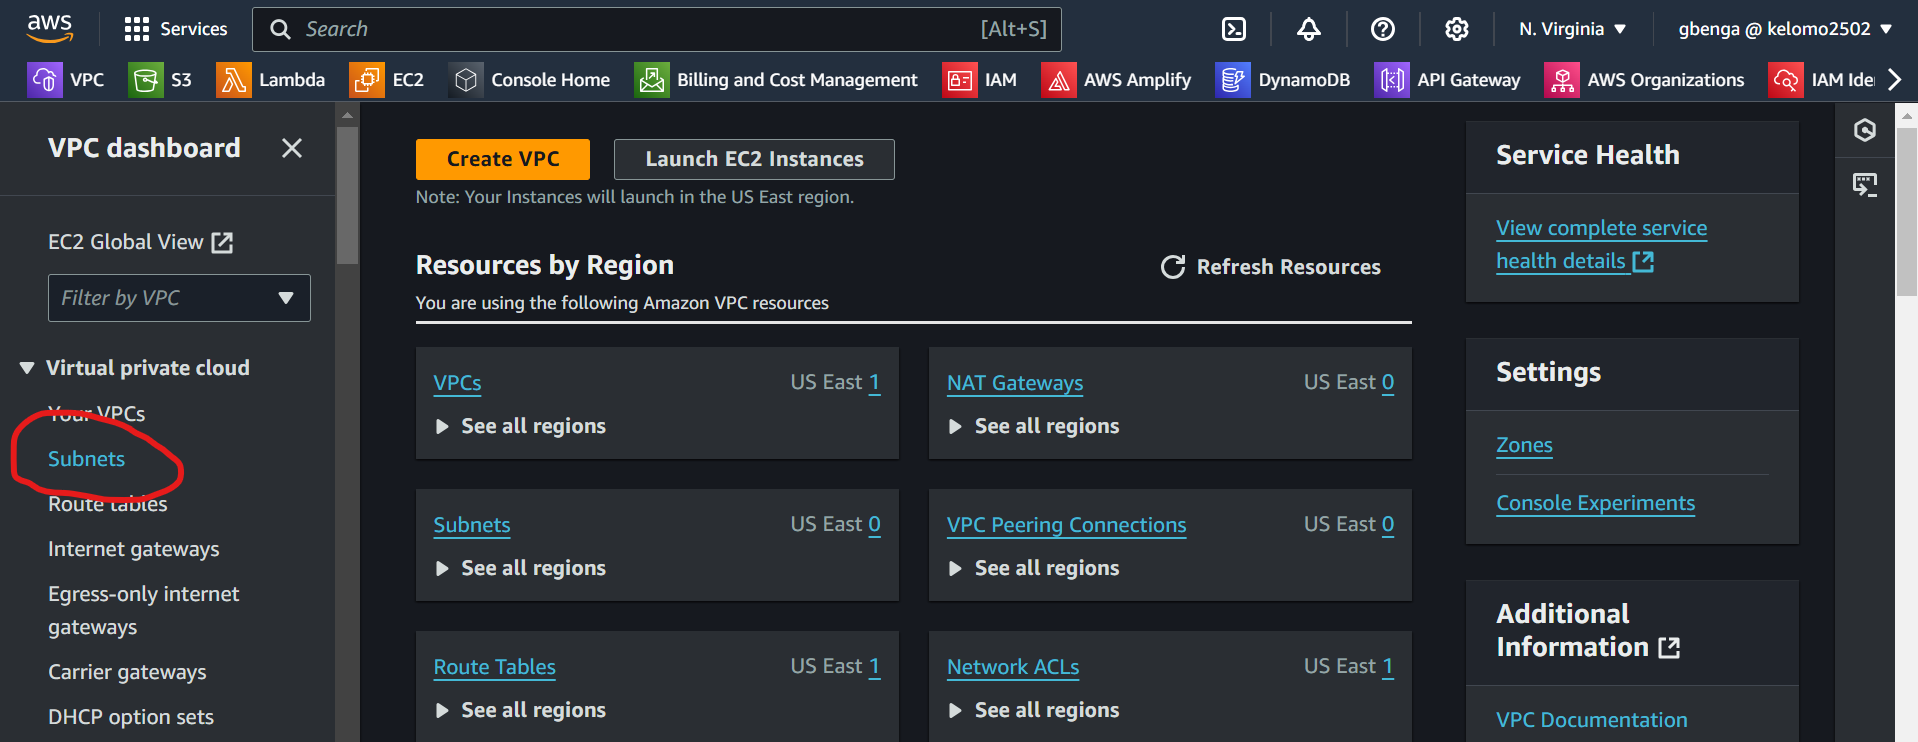 aws
Services
Search
[Alt+S]
N. Virginia
gbenga @ kelomo2502
VPC
S3
Lambda
EC2
Console Home
Billing and Cost Management
IAM
AWS Amplify
DynamoDB
API Gateway
AWS Organizations
IAM Ide
VPC dashboard
EC2 Global View
Filter by VPC
Virtual private cloud
Your VPCs
Subnets
Route tables
Internet gateways
Egress-only internet
gateways
Carrier gateways
DHCP option sets
Create VPC
Launch EC2 Instances
Note: Your Instances will launch in the US East region.
Resources by Region
Refresh Resources
You are using the following Amazon VPC resources
VPCs
US East 1
See all regions
NAT Gateways
US East 0
See all regions
Subnets
US East 0
See all regions
VPC Peering Connections
US East 0
See all regions
Route Tables
US East 1
See all regions
Network ACLs
US East 1
See all regions
Service Health
View complete service
health details
Settings
Zones
Console Experiments
Additional
Information
VPC Documentation